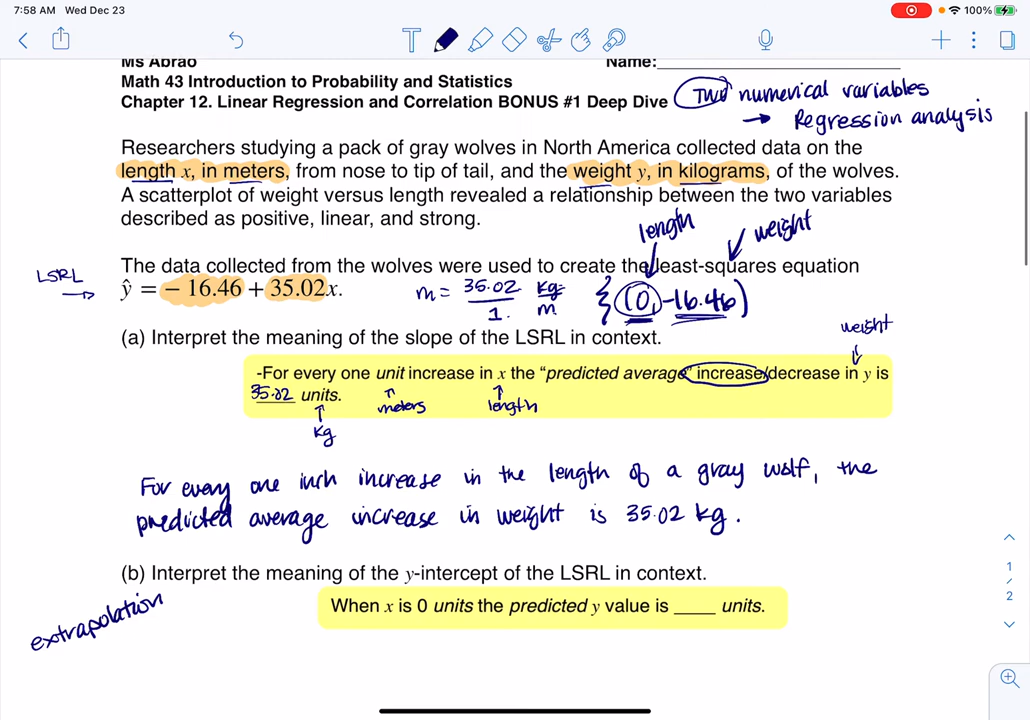 7:58 AM Wed Dec 23
100%
Ms Abrao
Name:
Math 43 Introduction to Probability and Statistics
Chapter 12. Linear Regression and Correlation BONUS #1 Deep Dive
Two numerical variables
→ Regression analysis
Researchers studying a pack of gray wolves in North America collected data on the
length x, in meters, from nose to tip of tail, and the weight y, in kilograms, of the wolves.
A scatterplot of weight versus length revealed a relationship between the two variables
described as positive, linear, and strong.
length
weight
The data collected from the wolves were used to create the least-squares equation
LSRL →
ŷ = − 16.46 + 35.02x.
m = 35.02/1 kg/m
{(0, -16.46)
(a) Interpret the meaning of the slope of the LSRL in context.
weight
-For every one unit increase in x the “predicted average” increase/decrease in y is
35.02 units.
meters
length
kg
For every one inch increase in the length of a gray wolf, the
predicted average increase in weight is 35.02 kg.
(b) Interpret the meaning of the y-intercept of the LSRL in context.
extrapolation
When x is 0 units the predicted y value is ____ units.
1
/
2